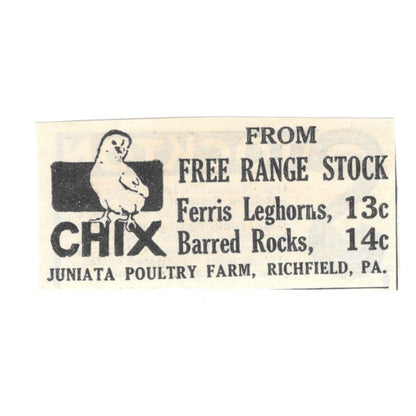 FROM
FREE RANGE STOCK
Ferris Leghorns, 13c
CHIX
Barred Rocks, 14c
JUNIATA POULTRY FARM, RICHFIELD, PA.